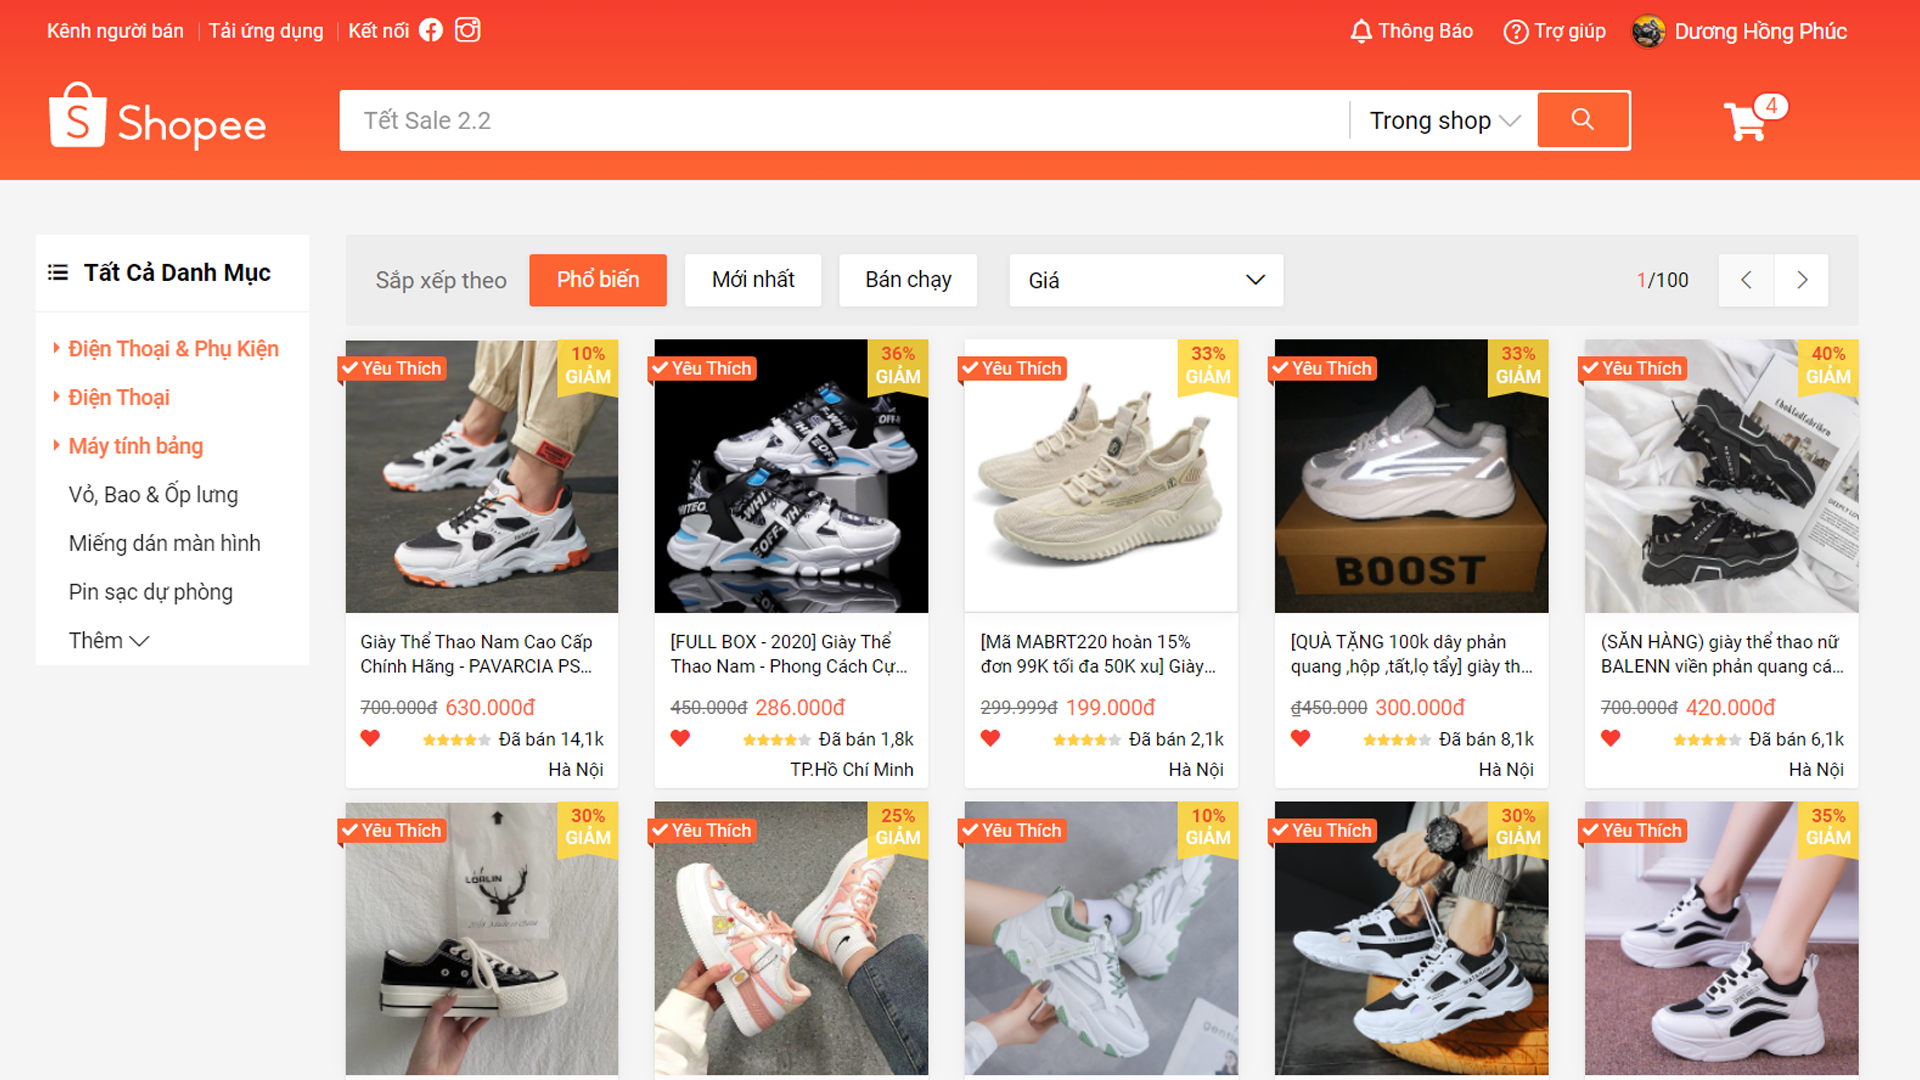 Kênh người bán
Tải ứng dụng
Kết nối
Thông Báo
Trợ giúp
Dương Hồng Phúc
S Shopee
Tết Sale 2.2
Trong shop
4
Tất Cả Danh Mục
Điện Thoại & Phụ Kiện
Điện Thoại
Máy tính bảng
Vỏ, Bao & Ốp lưng
Miếng dán màn hình
Pin sạc dự phòng
Thêm
Sắp xếp theo
Phổ biến
Mới nhất
Bán chạy
Giá
1/100
Yêu Thích
10%
GIẢM
Giày Thể Thao Nam Cao Cấp
Chính Hãng - PAVARCIA PS...
700.000đ 630.000đ
Đã bán 14,1k
Hà Nội
Yêu Thích
36%
GIẢM
[FULL BOX - 2020] Giày Thể
Thao Nam - Phong Cách Cự...
450.000đ 286.000đ
Đã bán 1,8k
TP.Hồ Chí Minh
Yêu Thích
33%
GIẢM
[Mã MABRT220 hoàn 15%
đơn 99K tối đa 50K xu] Giày...
299.999đ 199.000đ
Đã bán 2,1k
Hà Nội
Yêu Thích
33%
GIẢM
BOOST
[QUÀ TẶNG 100k dây phản
quang ,hộp ,tất,lọ tẩy] giày th...
₫450.000 300.000đ
Đã bán 8,1k
Hà Nội
Yêu Thích
40%
GIẢM
(SĂN HÀNG) giày thể thao nữ
BALENN viền phản quang cá...
700.000đ 420.000đ
Đã bán 6,1k
Hà Nội
Yêu Thích
30%
GIẢM
LORLIN
Yêu Thích
25%
GIẢM
Yêu Thích
10%
GIẢM
Yêu Thích
30%
GIẢM
Yêu Thích
35%
GIẢM